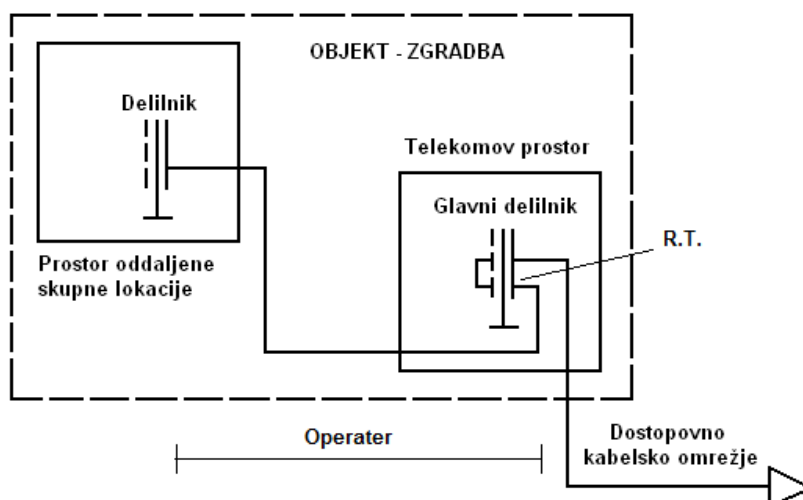 OBJEKT - ZGRADBA
Delilnik
Prostor oddaljene
skupne lokacije
Telekomov prostor
Glavni delilnik
R.T.
Operater
Dostopovno
kabelsko omrežje